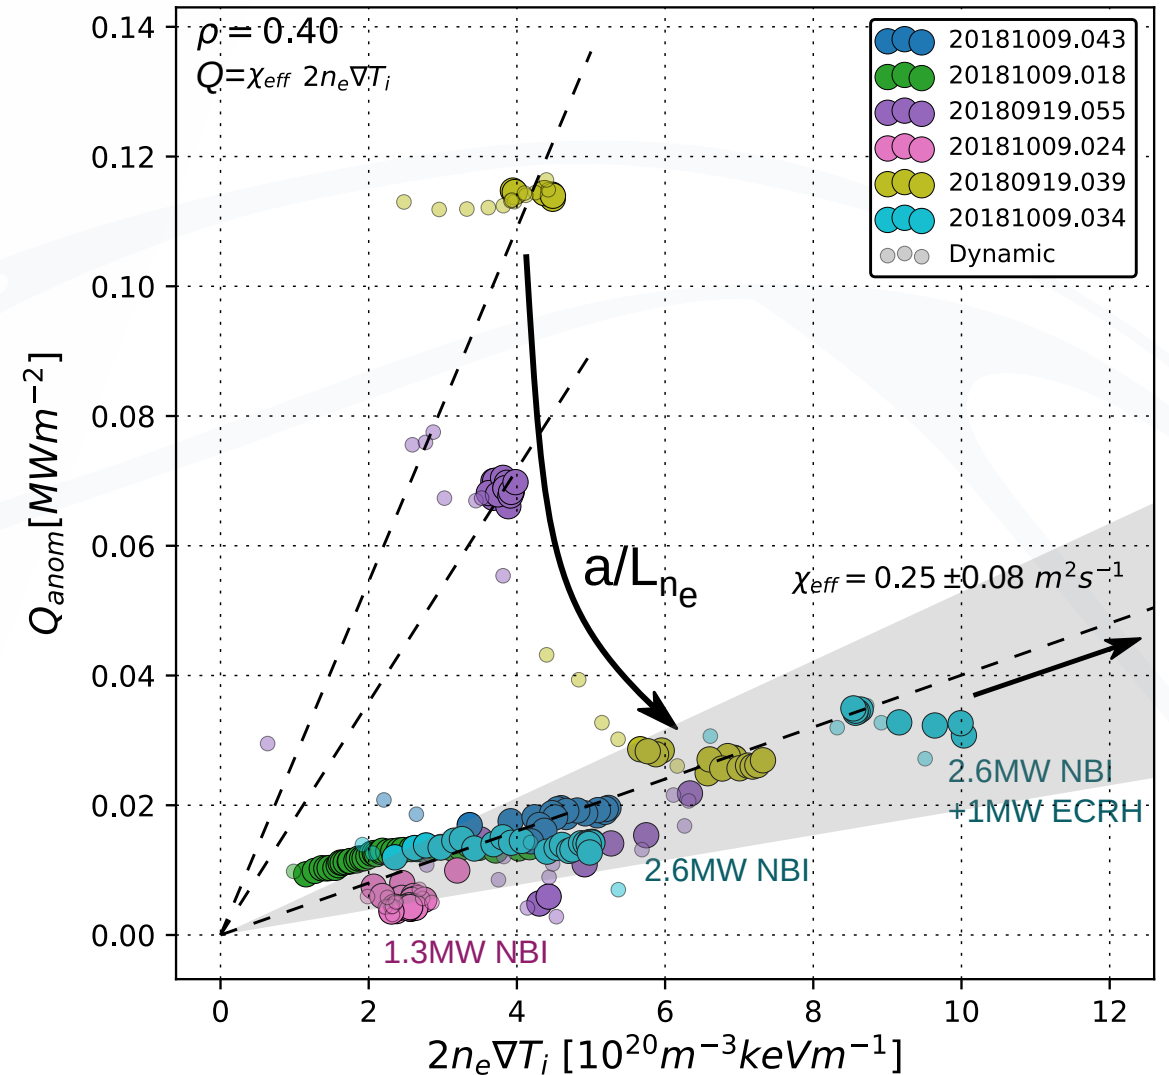 ρ = 0.40
Q=χeff 2ne∇Ti
20181009.043
20181009.018
20180919.055
20181009.024
20180919.039
20181009.034
Dynamic
0.14
0.12
0.10
0.08
0.06
0.04
0.02
0.00
Qanom[MWm−2]
a/Lne
χeff = 0.25 ±0.08 m2s−1
2.6MW NBI
+1MW ECRH
2.6MW NBI
1.3MW NBI
0 2 4 6 8 10 12
2ne∇Ti [1020m−3keVm−1]